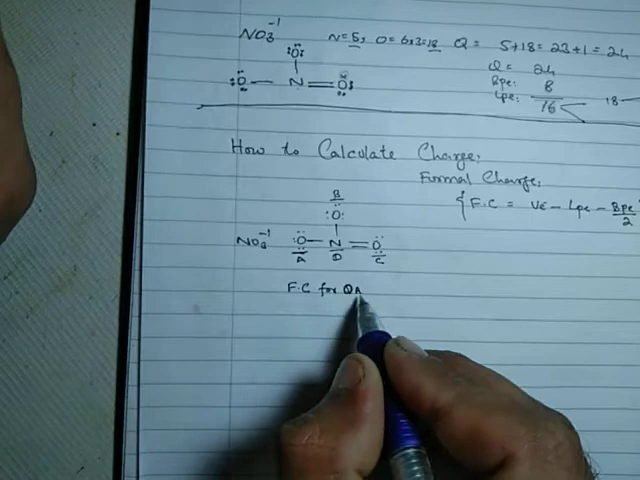 NO3 -1 N=5, O=6x3=18 Q= 5+18=23+1=24
:Ö:
:Ö — N = Ö:
Q= 24
Bpe: 8
Lpe: 16 18
How to Calculate Charge:
Formal Charge:
{F.C = VE - Lpe - Bpe/2
B
:Ö:
NO3 -1 :Ö — N = Ö:
A D C
F.C for OA